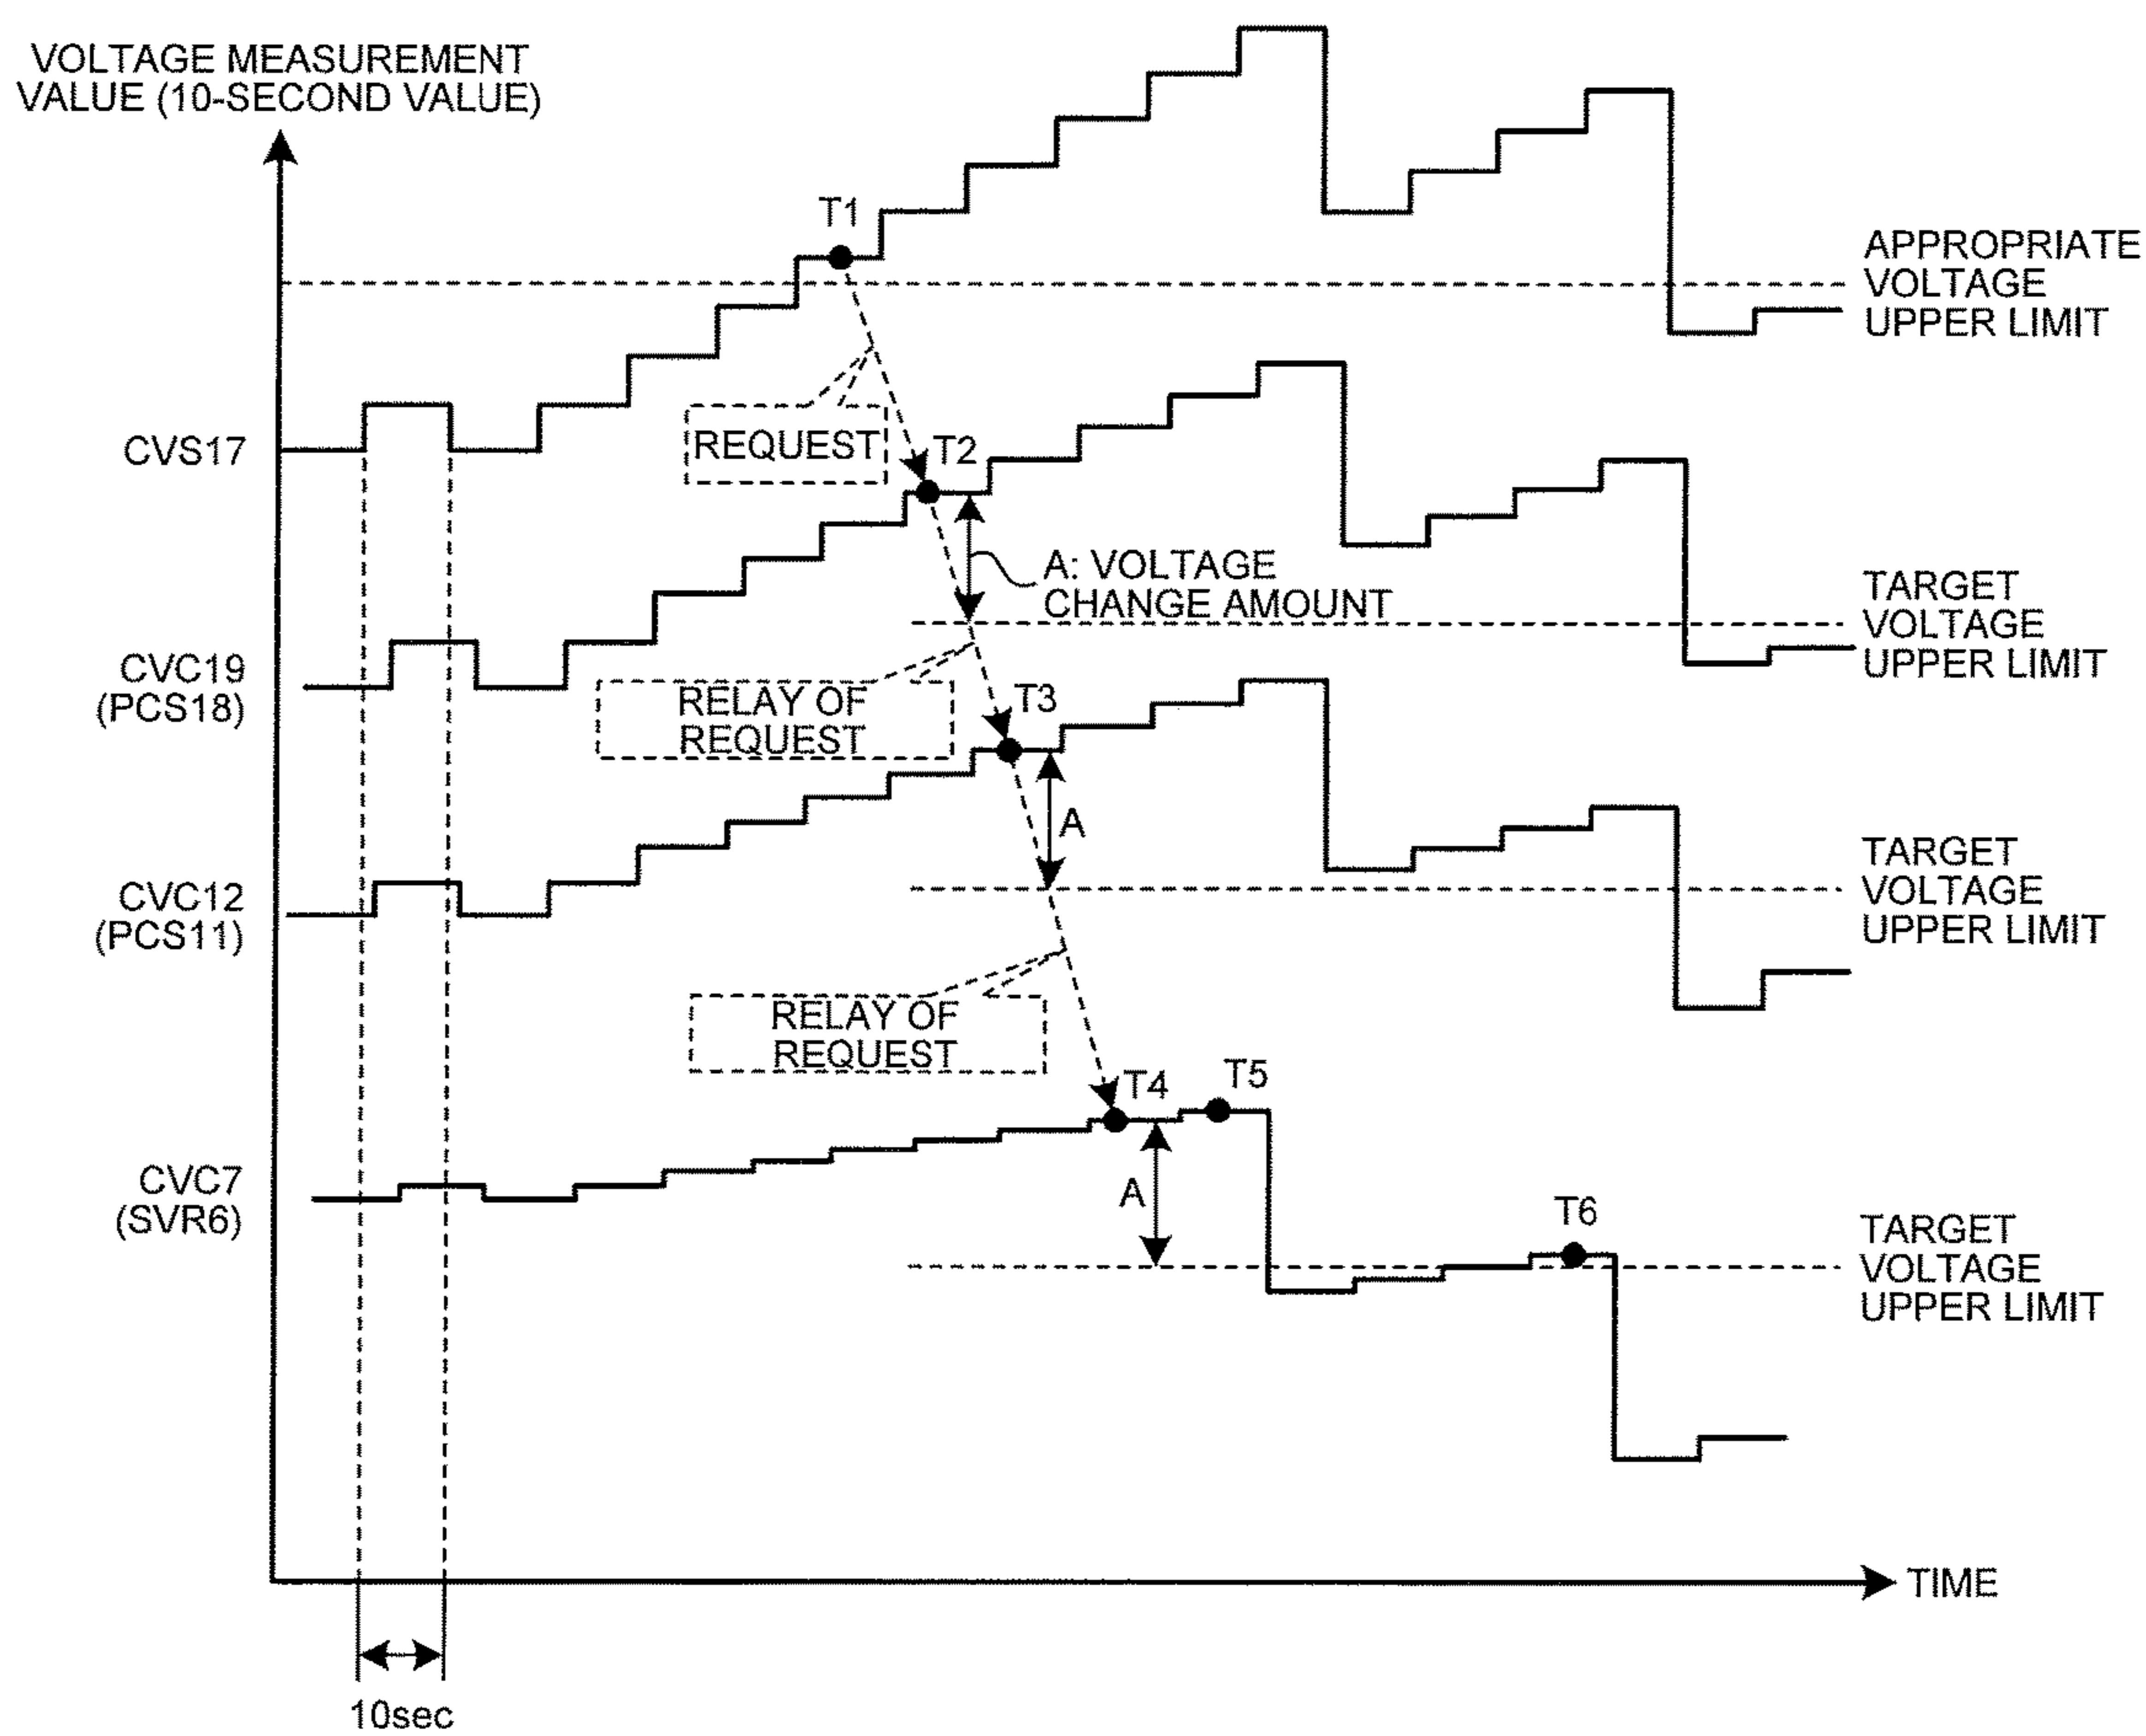 VOLTAGE MEASUREMENT
VALUE (10-SECOND VALUE)
T1
APPROPRIATE
VOLTAGE
UPPER LIMIT
CVS17
REQUEST
T2
A: VOLTAGE
CHANGE AMOUNT
TARGET
VOLTAGE
UPPER LIMIT
CVC19
(PCS18)
RELAY OF
REQUEST
T3
A
TARGET
VOLTAGE
UPPER LIMIT
CVC12
(PCS11)
RELAY OF
REQUEST
T4
T5
CVC7
(SVR6)
A
T6
TARGET
VOLTAGE
UPPER LIMIT
TIME
10sec